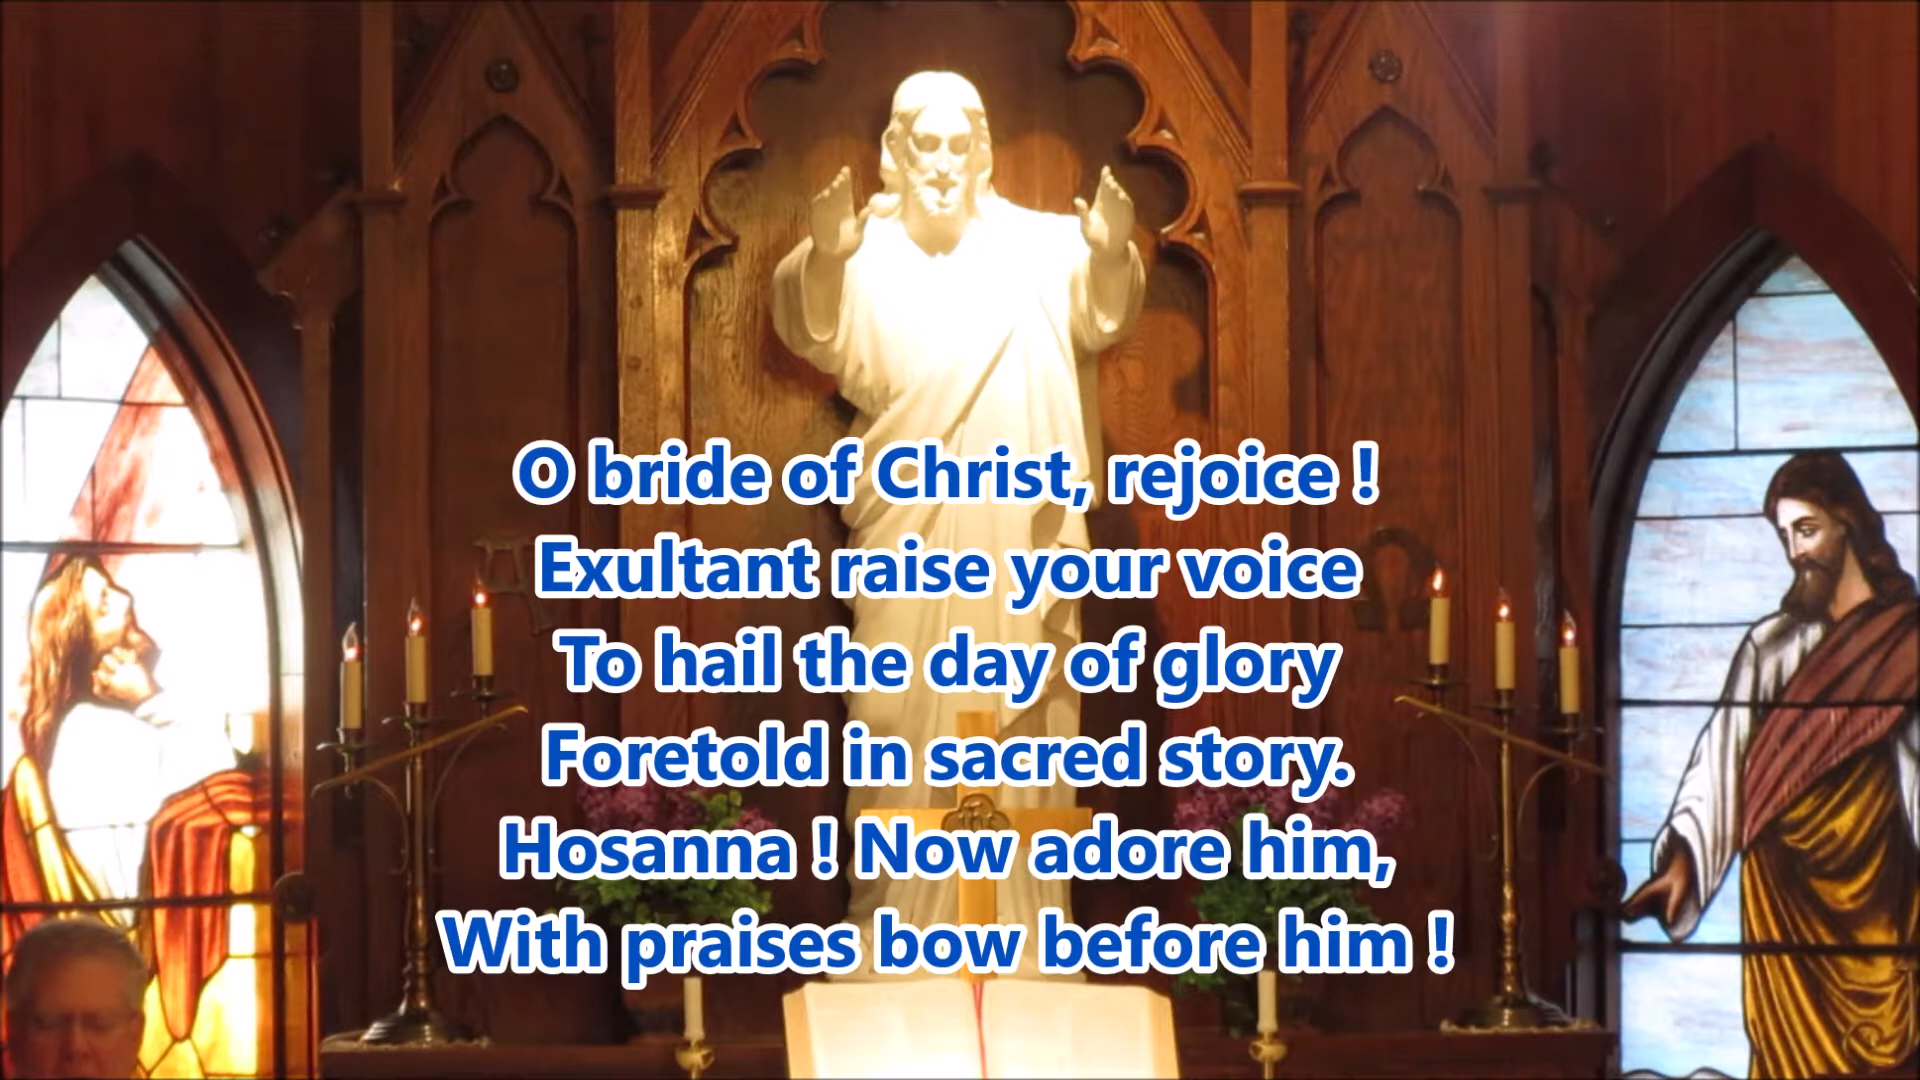 O bride of Christ, rejoice !
Exultant raise your voice
To hail the day of glory
Foretold in sacred story.
Hosanna ! Now adore him,
With praises bow before him !